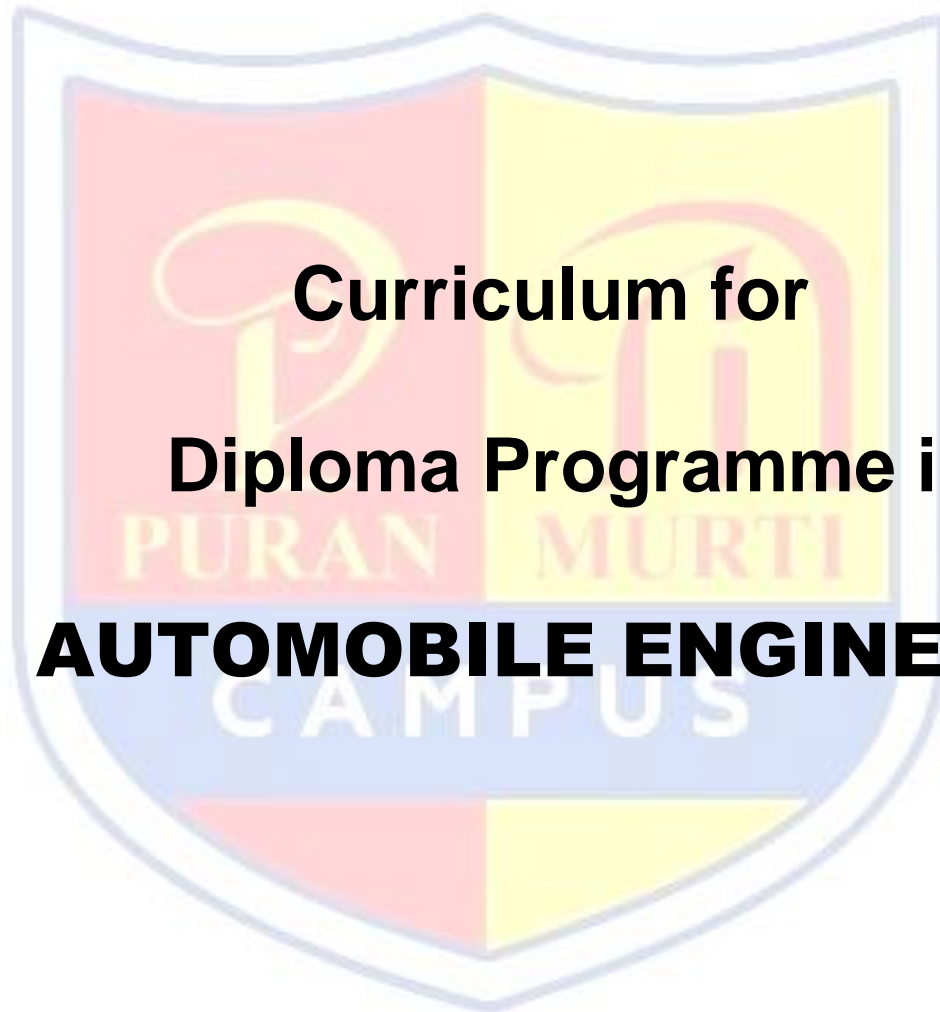 Curriculum for
Diploma Programme i
PURAN MURTI
AUTOMOBILE ENGINE
CAMPUS